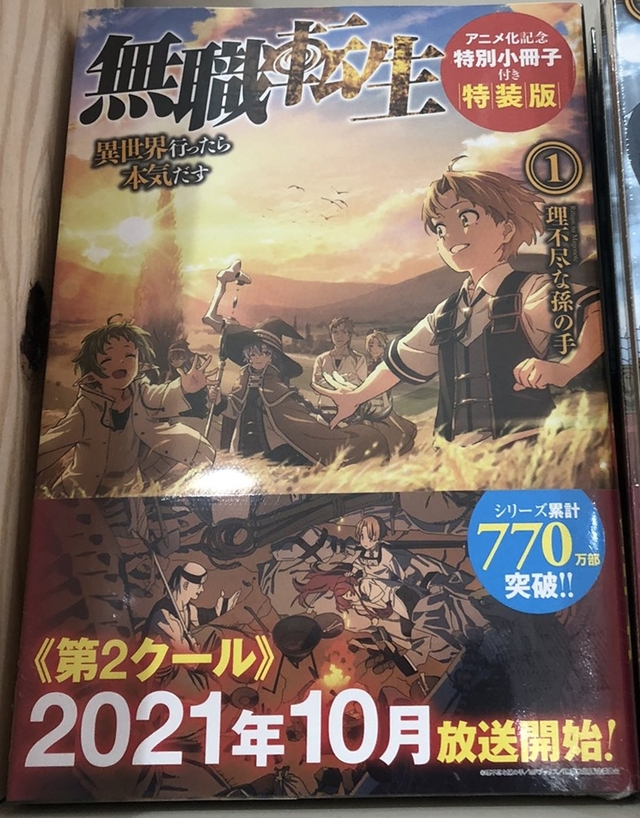 無職転生
異世界行ったら
本気だす
アニメ化記念
特別小冊子
付き
特装版
1
理不尽な孫の手
シリーズ累計
770万部
突破!!
《第2クール》
2021年10月放送開始!